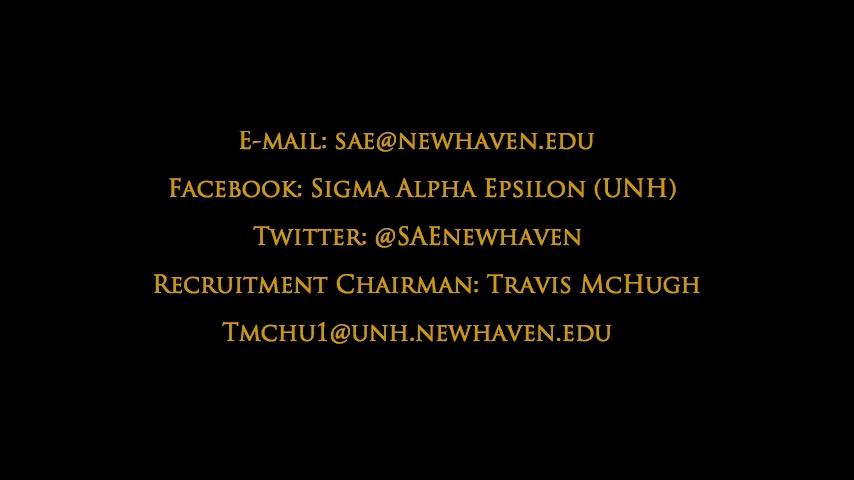 E-mail: sae@newhaven.edu
Facebook: Sigma Alpha Epsilon (UNH)
Twitter: @SAEnewhaven
Recruitment Chairman: Travis McHugh
Tmchu1@unh.newhaven.edu